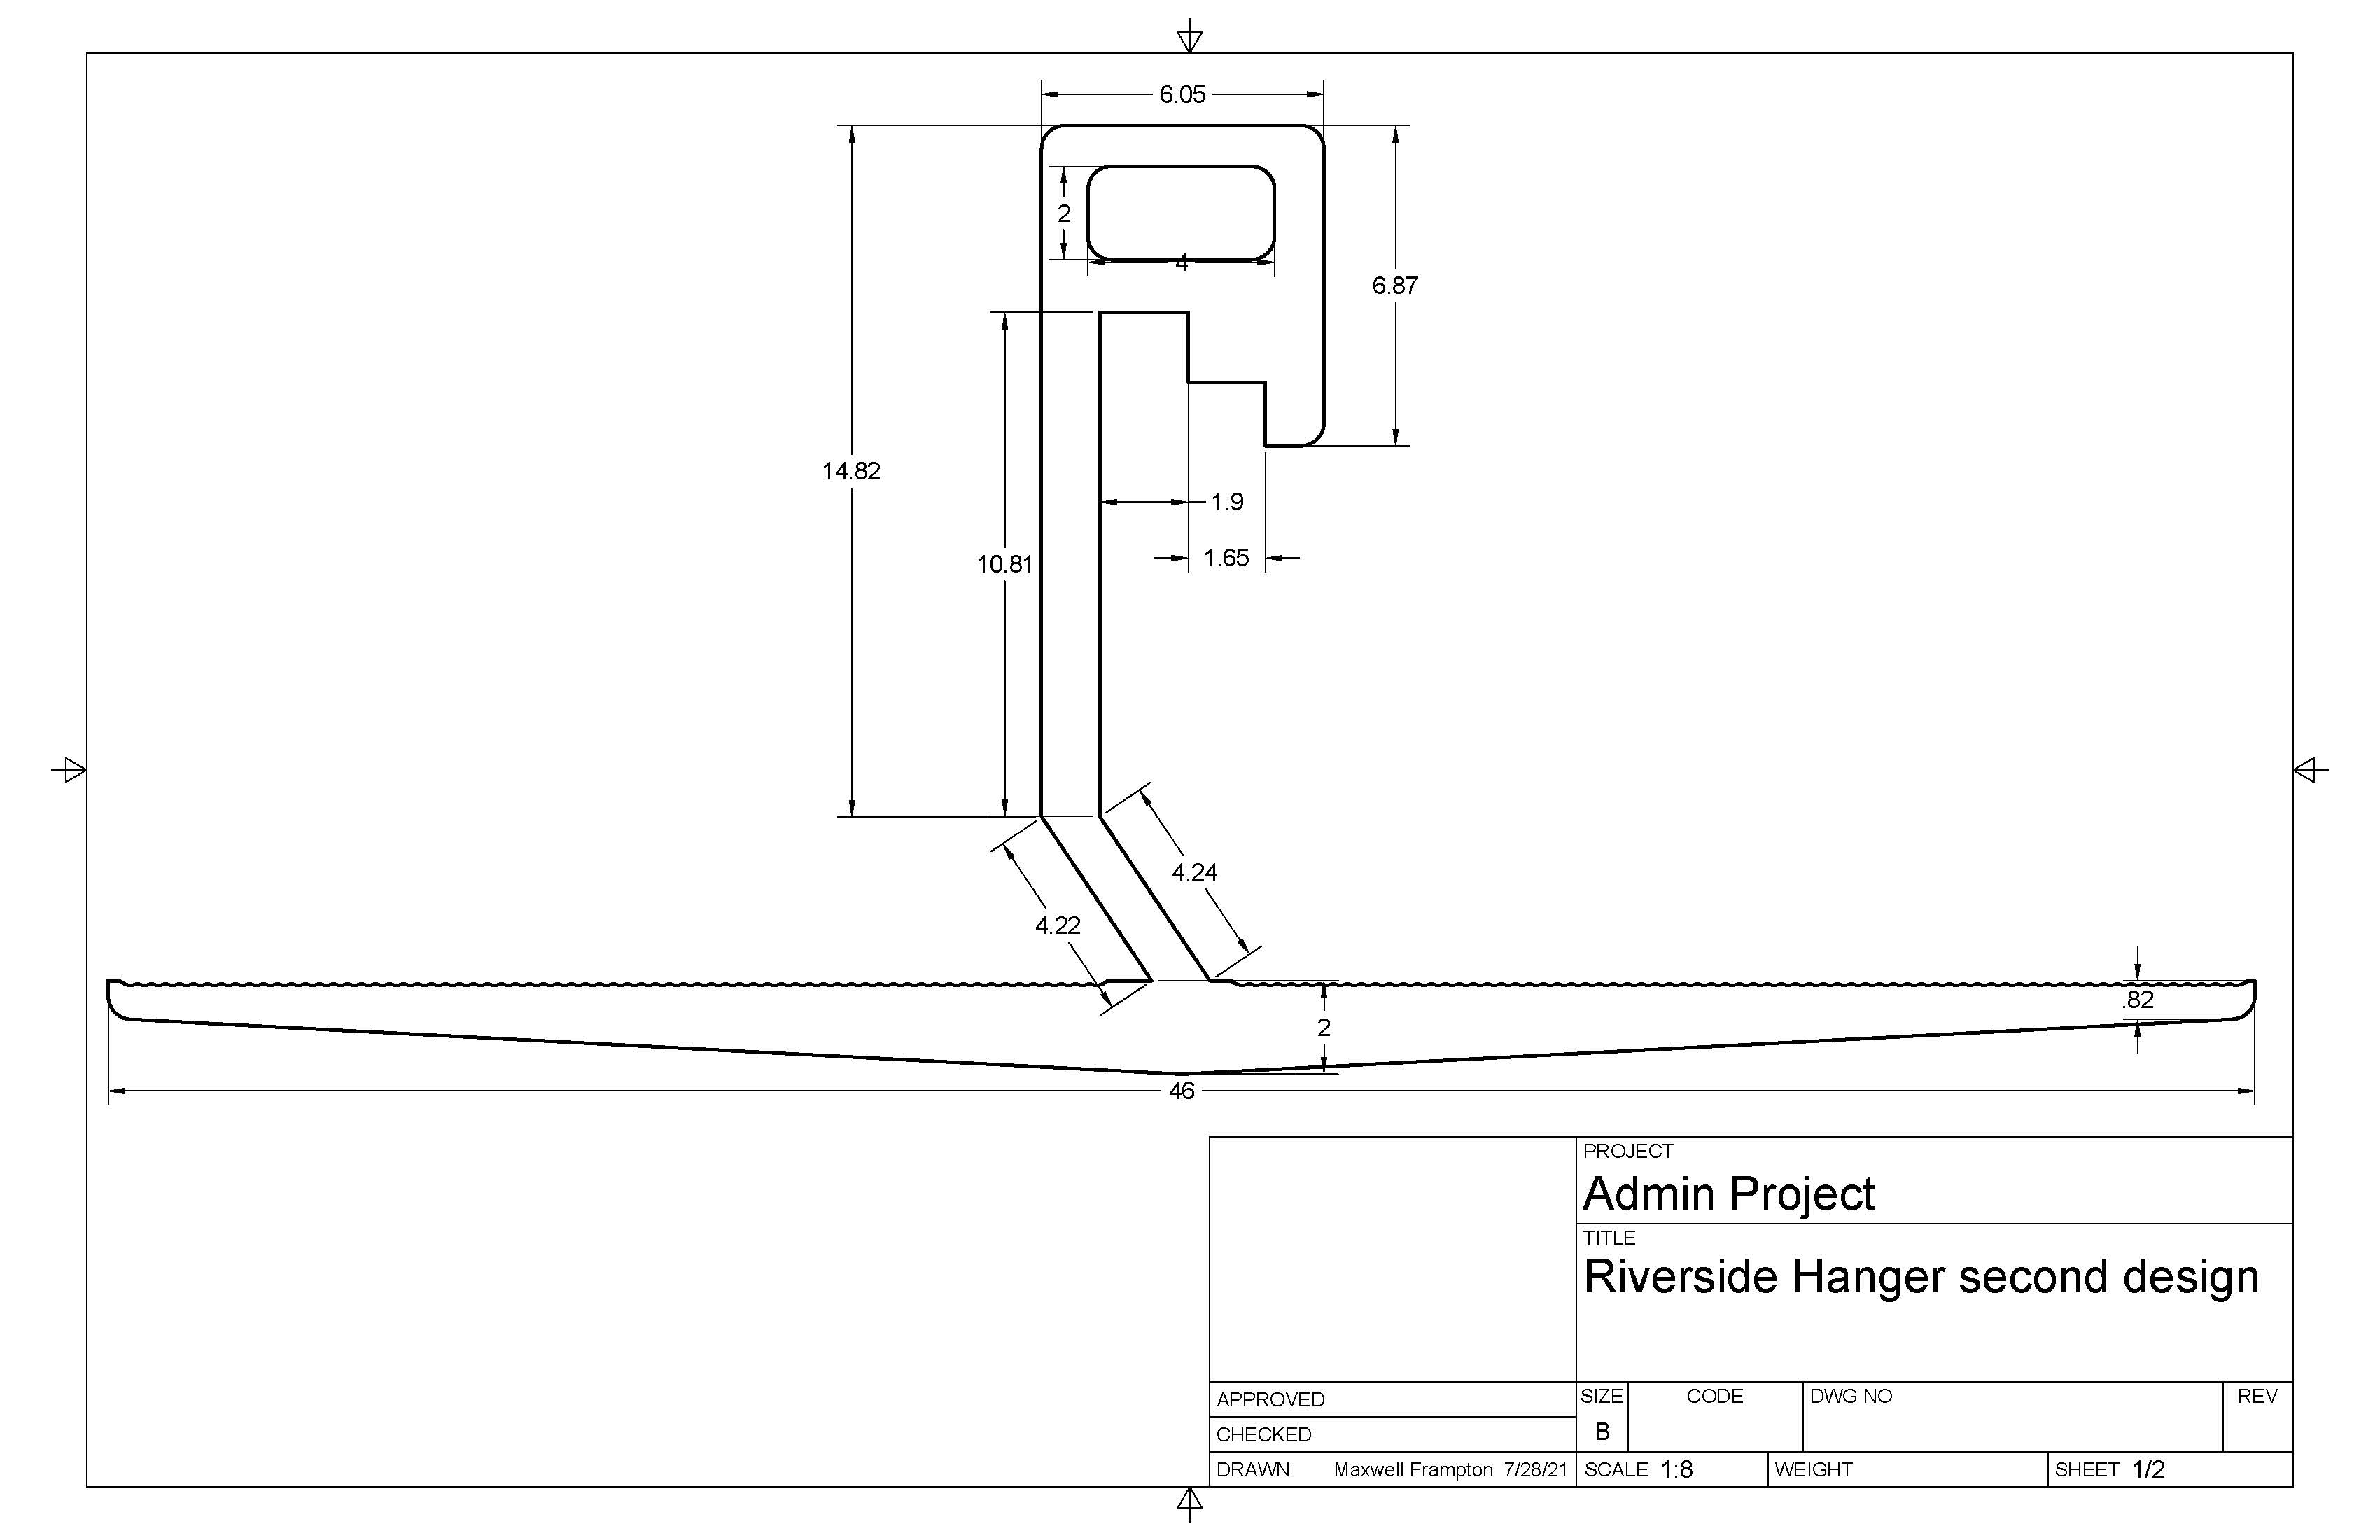 6.05
2
4
6.87
14.82
1.9
1.65
10.81
4.24
4.22
.82
2
46
PROJECT
Admin Project
TITLE
Riverside Hanger second design
APPROVED
SIZE CODE DWG NO REV
B
CHECKED
DRAWN Maxwell Frampton 7/28/21 SCALE 1:8 WEIGHT SHEET 1/2